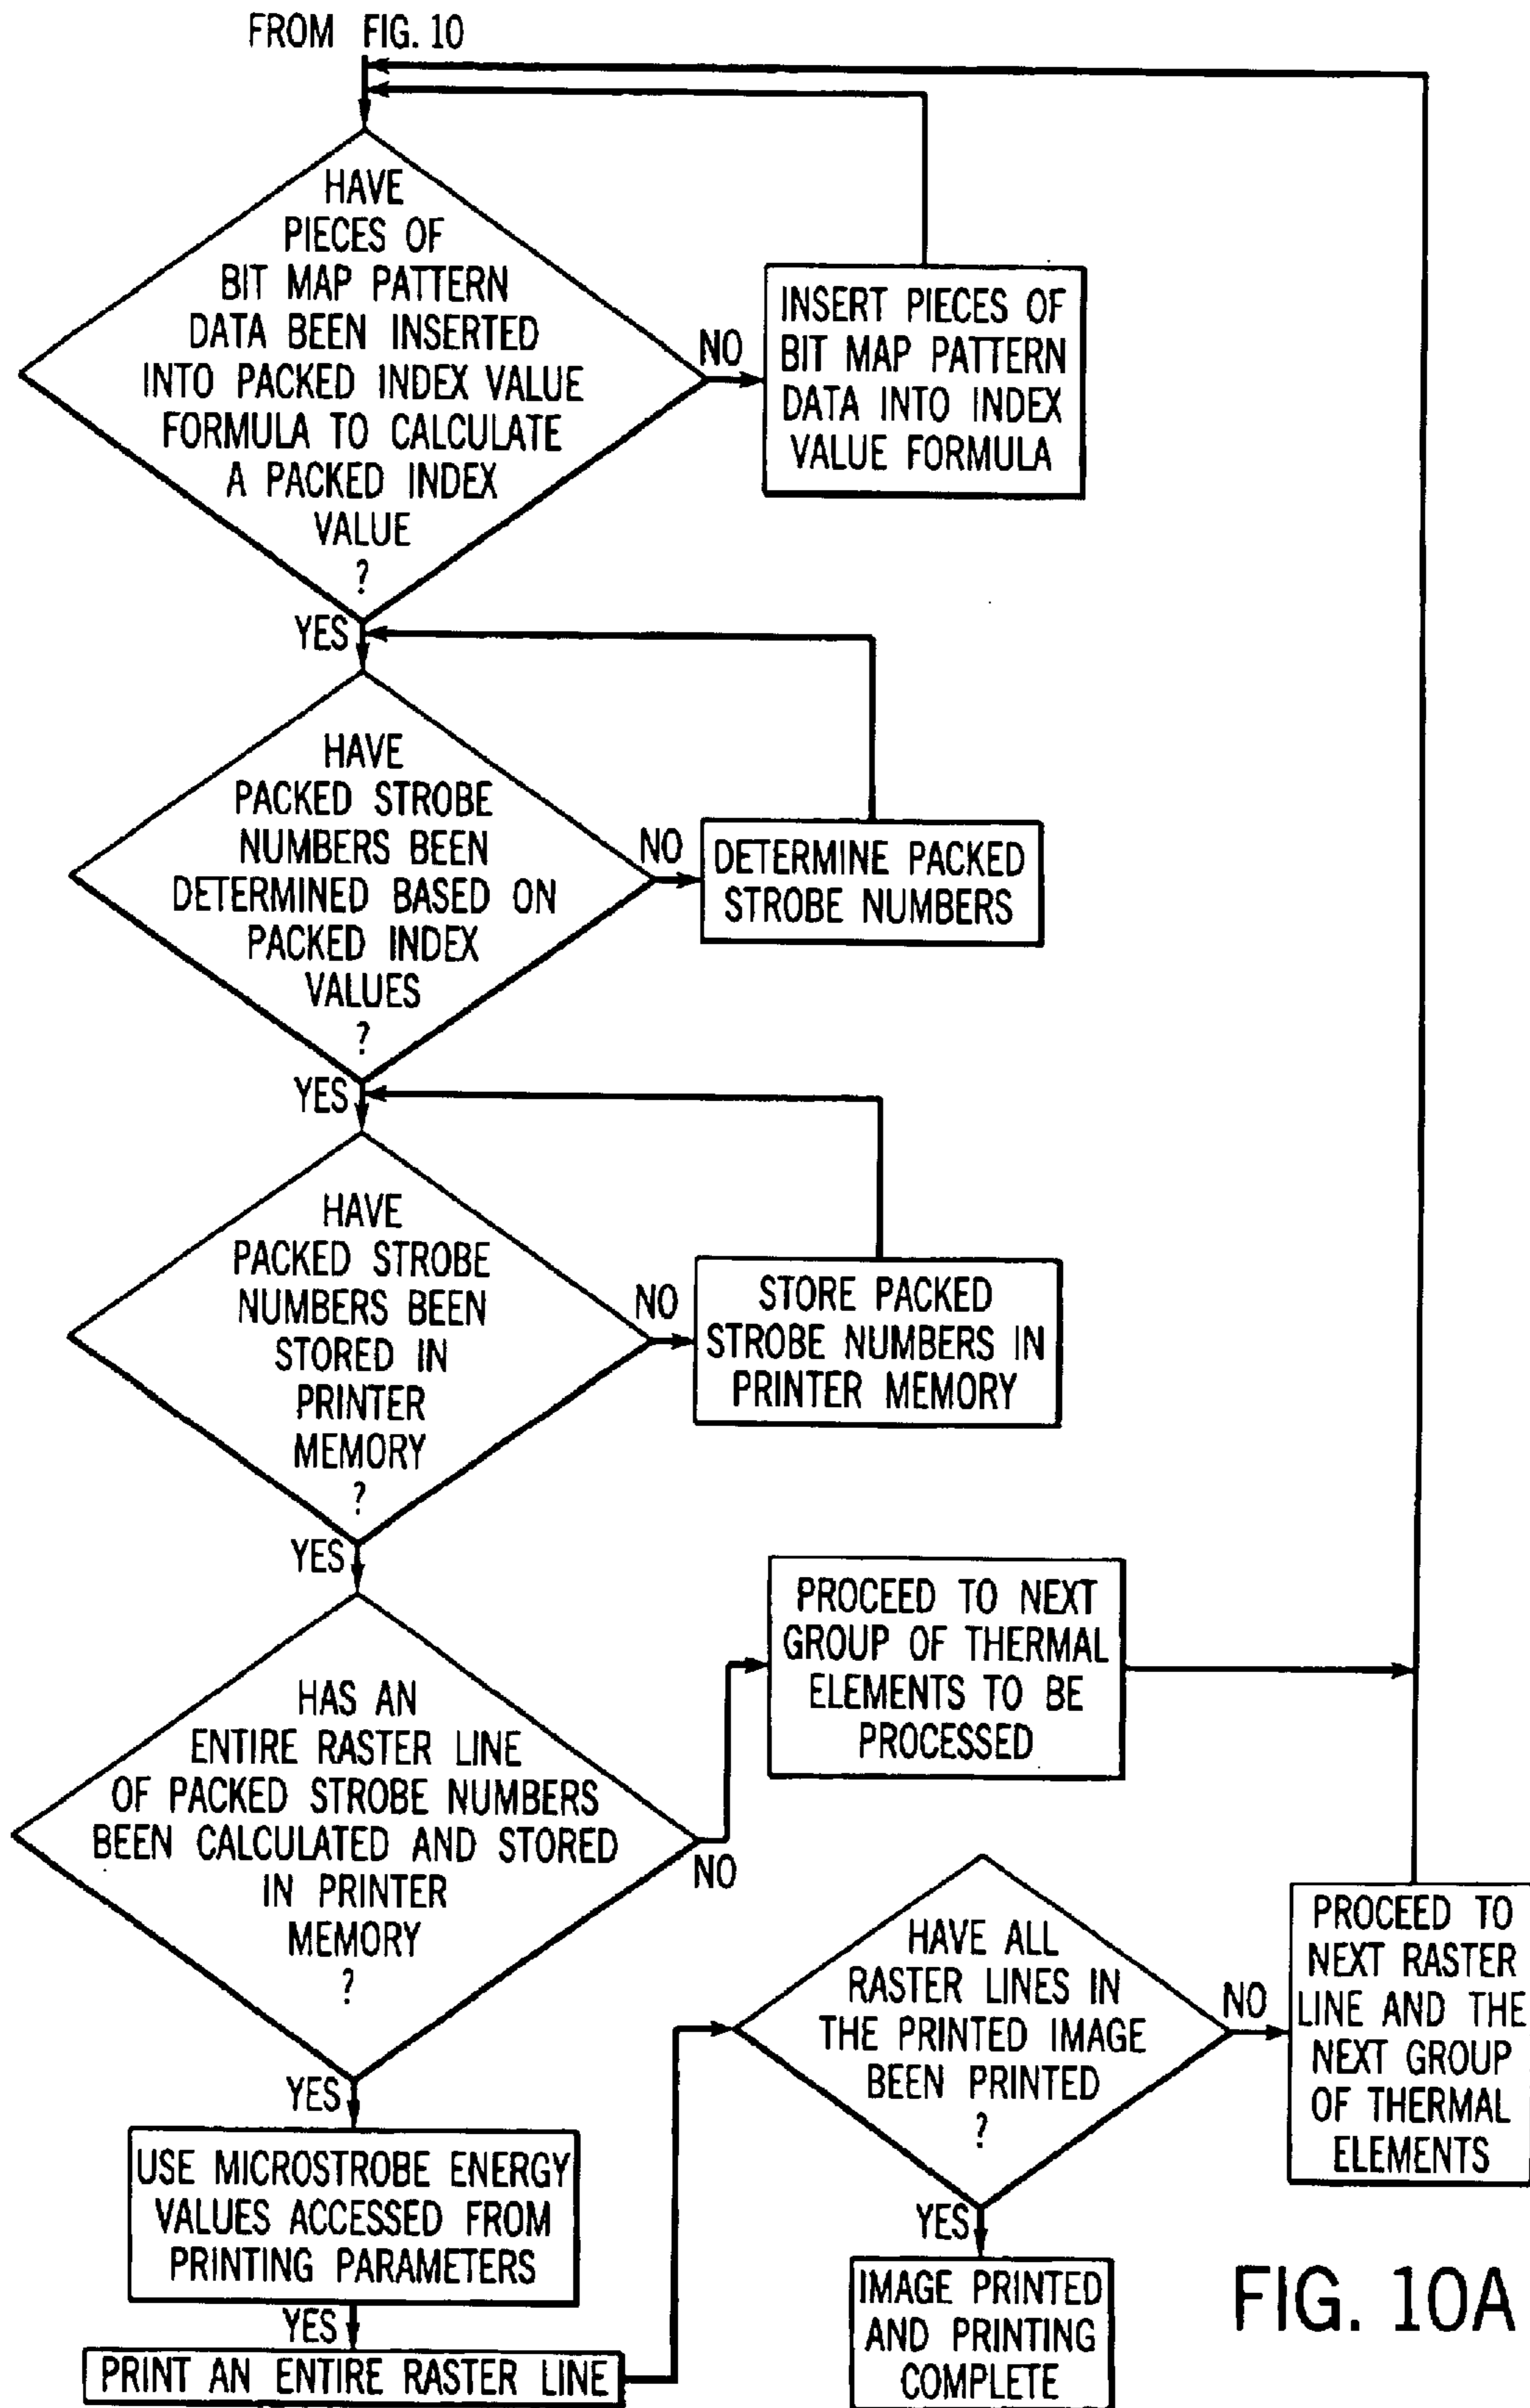 FROM FIG. 10
HAVE
PIECES OF
BIT MAP PATTERN
DATA BEEN INSERTED
INTO PACKED INDEX VALUE
FORMULA TO CALCULATE
A PACKED INDEX
VALUE
?
NO
INSERT PIECES OF
BIT MAP PATTERN
DATA INTO INDEX
VALUE FORMULA
YES
HAVE
PACKED STROBE
NUMBERS BEEN
DETERMINED BASED ON
PACKED INDEX
VALUES
?
NO
DETERMINE PACKED
STROBE NUMBERS
YES
HAVE
PACKED STROBE
NUMBERS BEEN
STORED IN
PRINTER
MEMORY
?
NO
STORE PACKED
STROBE NUMBERS IN
PRINTER MEMORY
YES
HAS AN
ENTIRE RASTER LINE
OF PACKED STROBE NUMBERS
BEEN CALCULATED AND STORED
IN PRINTER
MEMORY
?
NO
PROCEED TO NEXT
GROUP OF THERMAL
ELEMENTS TO BE
PROCESSED
YES
USE MICROSTROBE ENERGY
VALUES ACCESSED FROM
PRINTING PARAMETERS
YES
PRINT AN ENTIRE RASTER LINE
HAVE ALL
RASTER LINES IN
THE PRINTED IMAGE
BEEN PRINTED
?
NO
PROCEED TO
NEXT RASTER
LINE AND THE
NEXT GROUP
OF THERMAL
ELEMENTS
YES
IMAGE PRINTED
AND PRINTING
COMPLETE
FIG. 10A